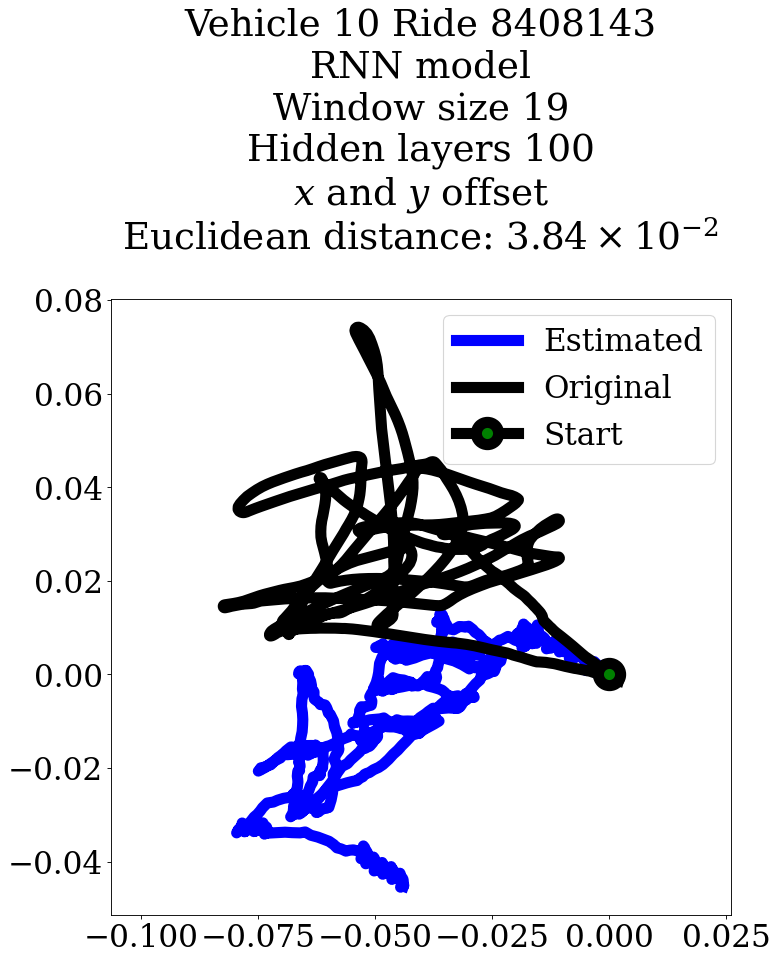 Vehicle 10 Ride 8408143
RNN model
Window size 19
Hidden layers 100
x and y offset
Euclidean distance: 3.84 × 10⁻²
Estimated
Original
Start
0.08
0.06
0.04
0.02
0.00
−0.02
−0.04
−0.100 −0.075 −0.050 −0.025 0.000 0.025